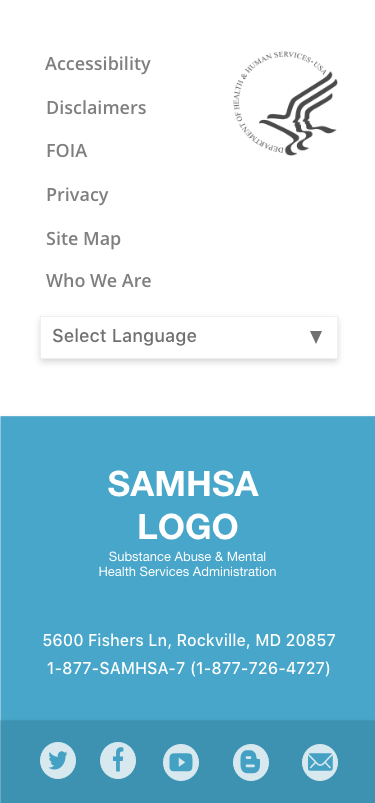 Accessibility
DEPARTMENT OF HEALTH & HUMAN SERVICES • USA
Disclaimers
FOIA
Privacy
Site Map
Who We Are
Select Language ▼
SAMHSA
LOGO
Substance Abuse & Mental
Health Services Administration
5600 Fishers Ln, Rockville, MD 20857
1-877-SAMHSA-7 (1-877-726-4727)